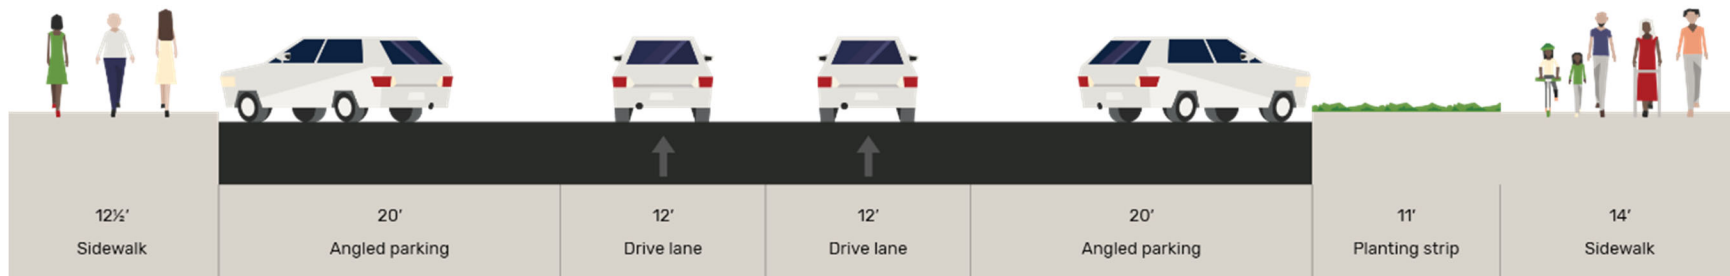 12½’
Sidewalk
20’
Angled parking
12’
Drive lane
12’
Drive lane
20’
Angled parking
11’
Planting strip
14’
Sidewalk